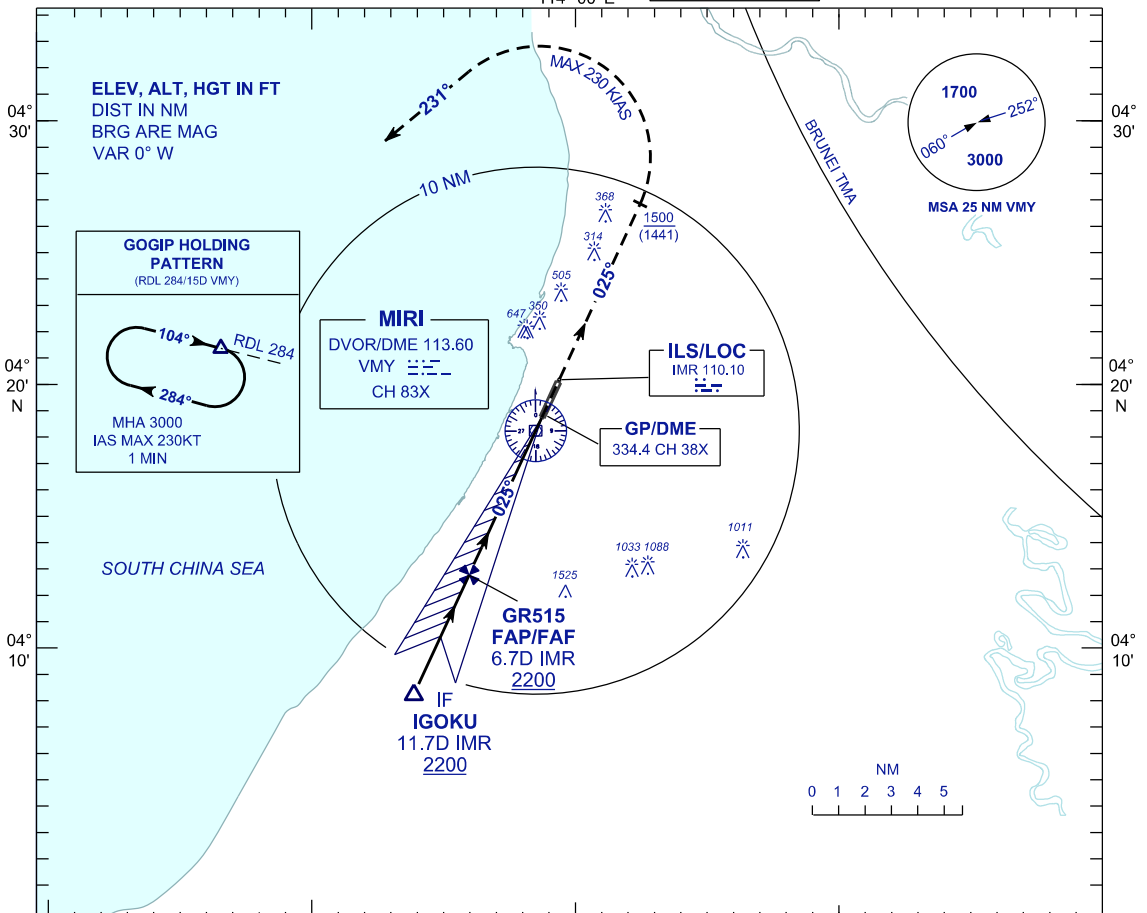 ELEV, ALT, HGT IN FT
DIST IN NM
BRG ARE MAG
VAR 0° W
04°
30'
231°
MAX 230 KIAS
BRUNEI TMA
1700
060°
252°
3000
MSA 25 NM VMY
04°
30'
10 NM
368
1500
(1441)
314
505
350
647
025°
GOGIP HOLDING
PATTERN
(RDL 284/15D VMY)
104°
RDL 284
284°
MHA 3000
IAS MAX 230KT
1 MIN
MIRI
DVOR/DME 113.60
VMY
CH 83X
04°
20'
N
ILS/LOC
IMR 110.10
GP/DME
334.4 CH 38X
04°
20'
N
27
0
9
18
025°
SOUTH CHINA SEA
1011
1033
1088
1525
GR515
FAP/FAF
6.7D IMR
2200
04°
10'
04°
10'
IF
IGOKU
11.7D IMR
2200
NM
0 1 2 3 4 5